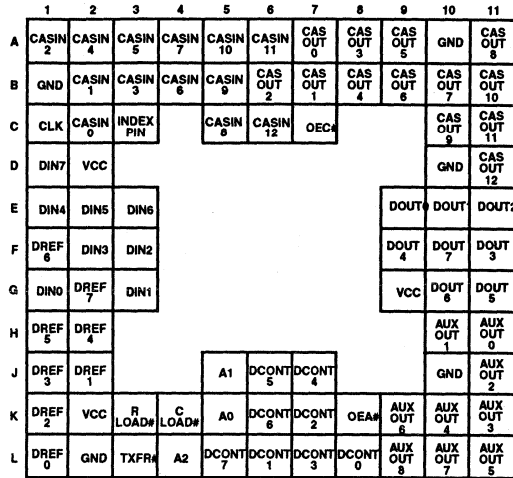 1 2 3 4 5 6 7 8 9 10 11
A CASIN 2 CASIN 4 CASIN 5 CASIN 7 CASIN 10 CASIN 11 CAS OUT 0 CAS OUT 3 CAS OUT 5 GND CAS OUT 8
B GND CASIN 1 CASIN 3 CASIN 6 CASIN 9 CAS OUT 2 CAS OUT 1 CAS OUT 4 CAS OUT 6 CAS OUT 7 CAS OUT 10
C CLK CASIN 0 INDEX PIN CASIN 8 CASIN 12 OEC# CAS OUT 9 CAS OUT 11
D DIN7 VCC GND CAS OUT 12
E DIN4 DIN5 DIN6 DOUT0 DOUT1 DOUT2
F DREF 6 DIN3 DIN2 DOUT 4 DOUT 7 DOUT 3
G DIN0 DREF 7 DIN1 VCC DOUT 6 DOUT 5
H DREF 5 DREF 4 AUX OUT 1 AUX OUT 0
J DREF 3 DREF 1 A1 DCONT 5 DCONT 4 GND AUX OUT 2
K DREF 2 VCC R LOAD# C LOAD# A0 DCONT 6 DCONT 2 OEA# AUX OUT 6 AUX OUT 4 AUX OUT 3
L DREF 0 GND TXFR# A2 DCONT 7 DCONT 1 DCONT 3 DCONT 0 AUX OUT 8 AUX OUT 7 AUX OUT 5